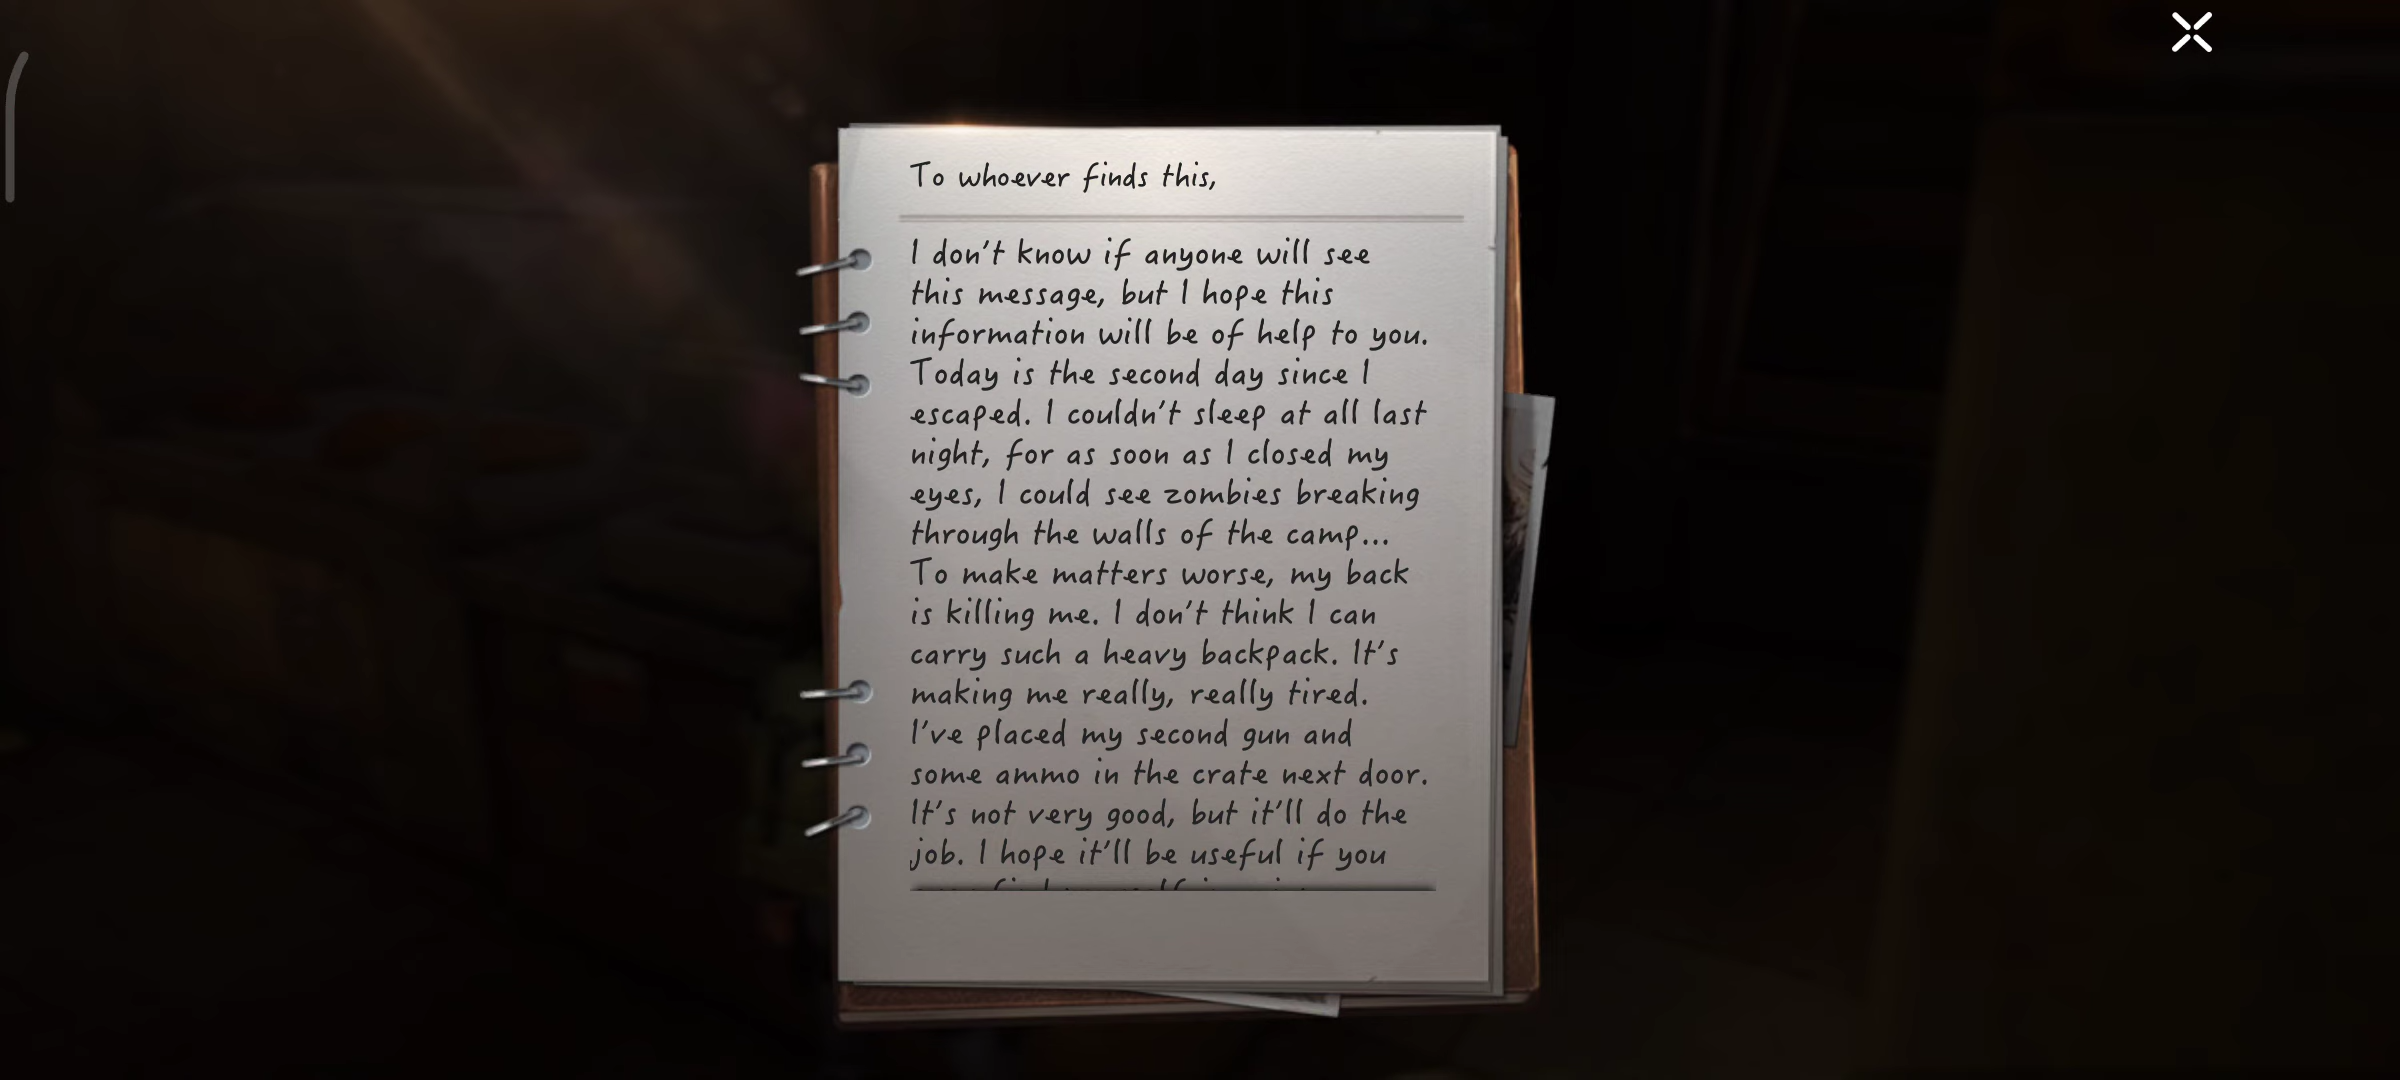 To whoever finds this,
I don't know if anyone will see
this message, but I hope this
information will be of help to you.
Today is the second day since I
escaped. I couldn't sleep at all last
night, for as soon as I closed my
eyes, I could see zombies breaking
through the walls of the camp...
To make matters worse, my back
is killing me. I don't think I can
carry such a heavy backpack. It's
making me really, really tired.
I've placed my second gun and
some ammo in the crate next door.
It's not very good, but it'll do the
job. I hope it'll be useful if you